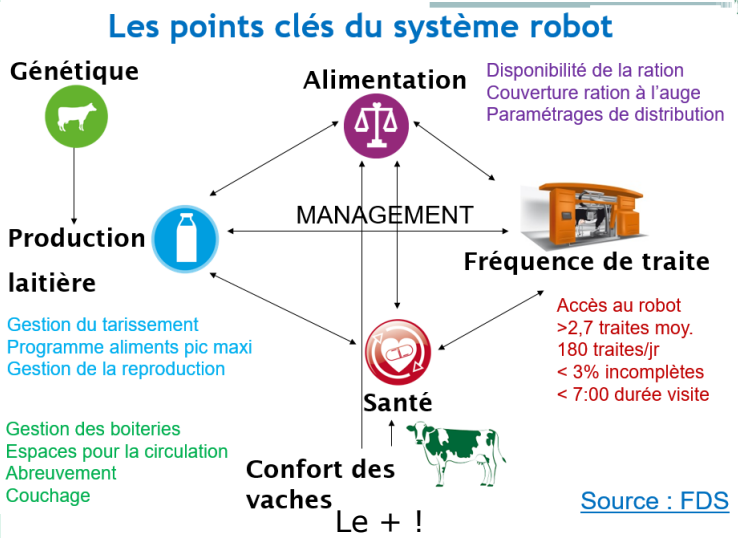 Les points clés du système robot
Génétique
Alimentation
Disponibilité de la ration
Couverture ration à l'auge
Paramétrages de distribution
MANAGEMENT
Production
laitière
Fréquence de traite
Gestion du tarissement
Programme aliments pic maxi
Gestion de la reproduction
Accès au robot
>2,7 traites moy.
180 traites/jr
< 3% incomplètes
< 7:00 durée visite
Santé
Gestion des boiteries
Espaces pour la circulation
Abreuvement
Couchage
Confort des
vaches
Le + !
Source : FDS